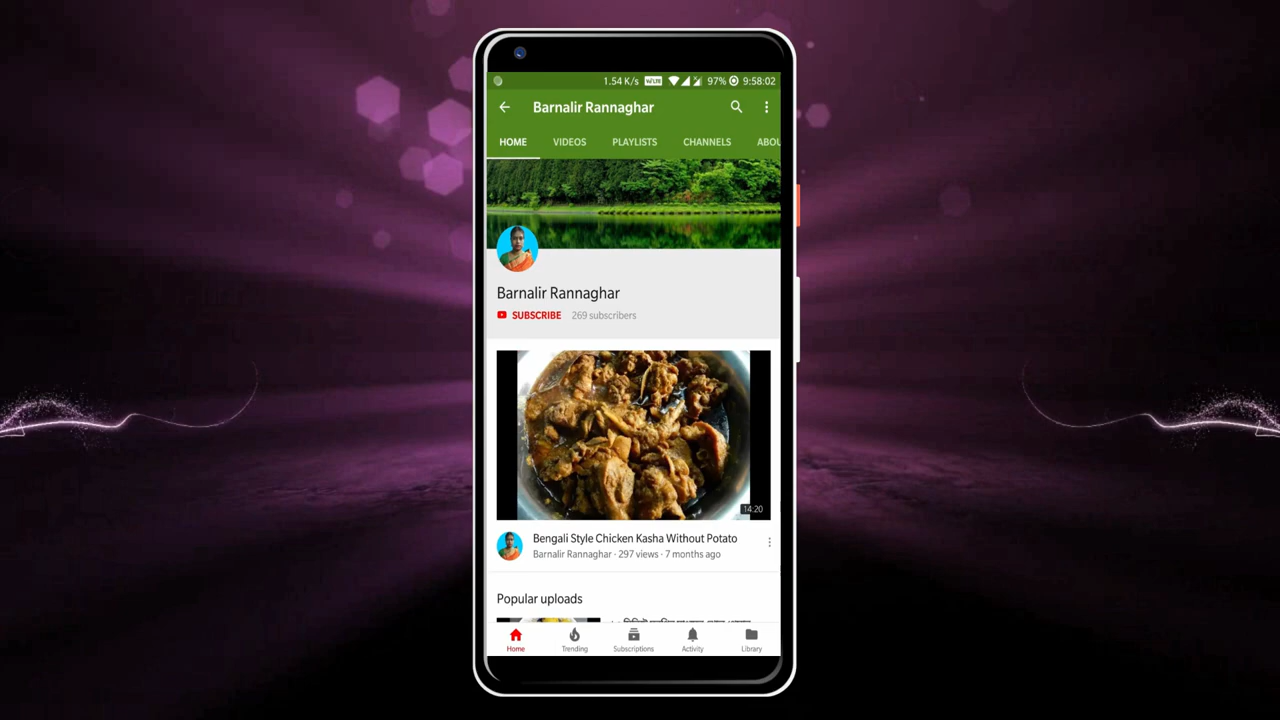 1.54 K/s VoLTE 97% 9:58:02
Barnalir Rannaghar
HOME VIDEOS PLAYLISTS CHANNELS ABOU
Barnalir Rannaghar
SUBSCRIBE 269 subscribers
14:20
Bengali Style Chicken Kasha Without Potato
Barnalir Rannaghar · 297 views · 7 months ago
Popular uploads
Home Trending Subscriptions Activity Library